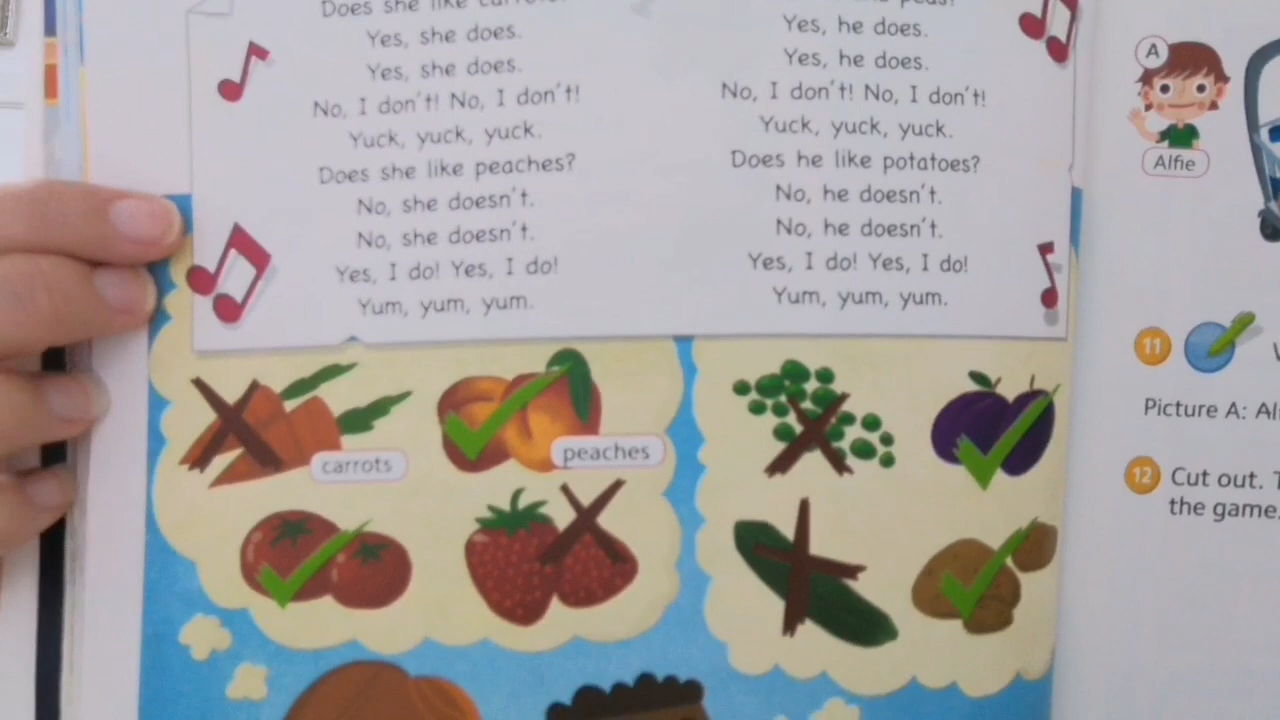 Does she like
Yes, she does.
Yes, she does.
No, I don't! No, I don't!
Yuck, yuck, yuck.
Does she like peaches?
No, she doesn't.
No, she doesn't.
Yes, I do! Yes, I do!
Yum, yum, yum.
Yes, he does.
Yes, he does.
No, I don't! No, I don't!
Yuck, yuck, yuck.
Does he like potatoes?
No, he doesn't.
No, he doesn't.
Yes, I do! Yes, I do!
Yum, yum, yum.
carrots
peaches
A
Alfie
11
Picture A:
12 Cut out.
the game.